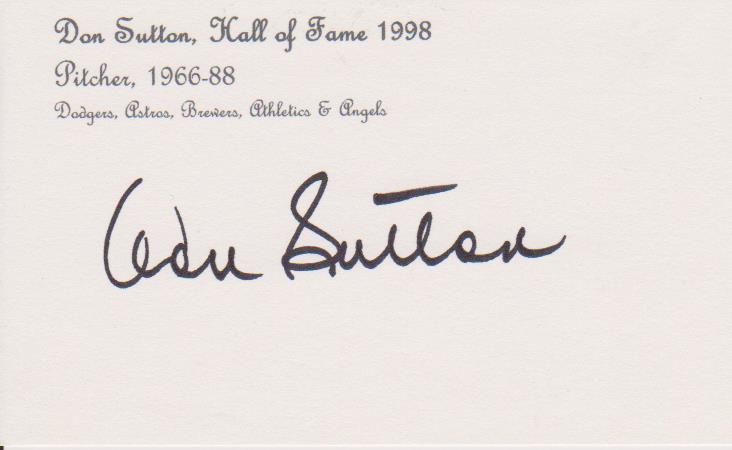 Don Sutton, Hall of Fame 1998
Pitcher, 1966-88
Dodgers, Astros, Brewers, Athletics & Angels
Don Sutton